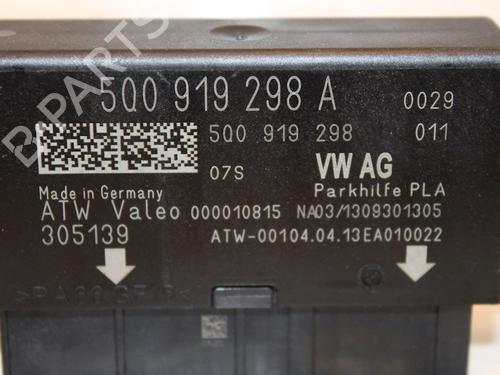 5Q0 919 298 A 0029
5Q0 919 298 011
07S VW AG
Made in Germany Parkhilfe PLA
ATW Valeo 000010815 NA03/1309301305
305139 ATW-00104.04.13EA010022
B-PARTS